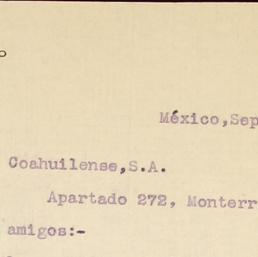 o
México,Sep
Coahuilense,S.A.
Apartado 272, Monterr
amigos:-